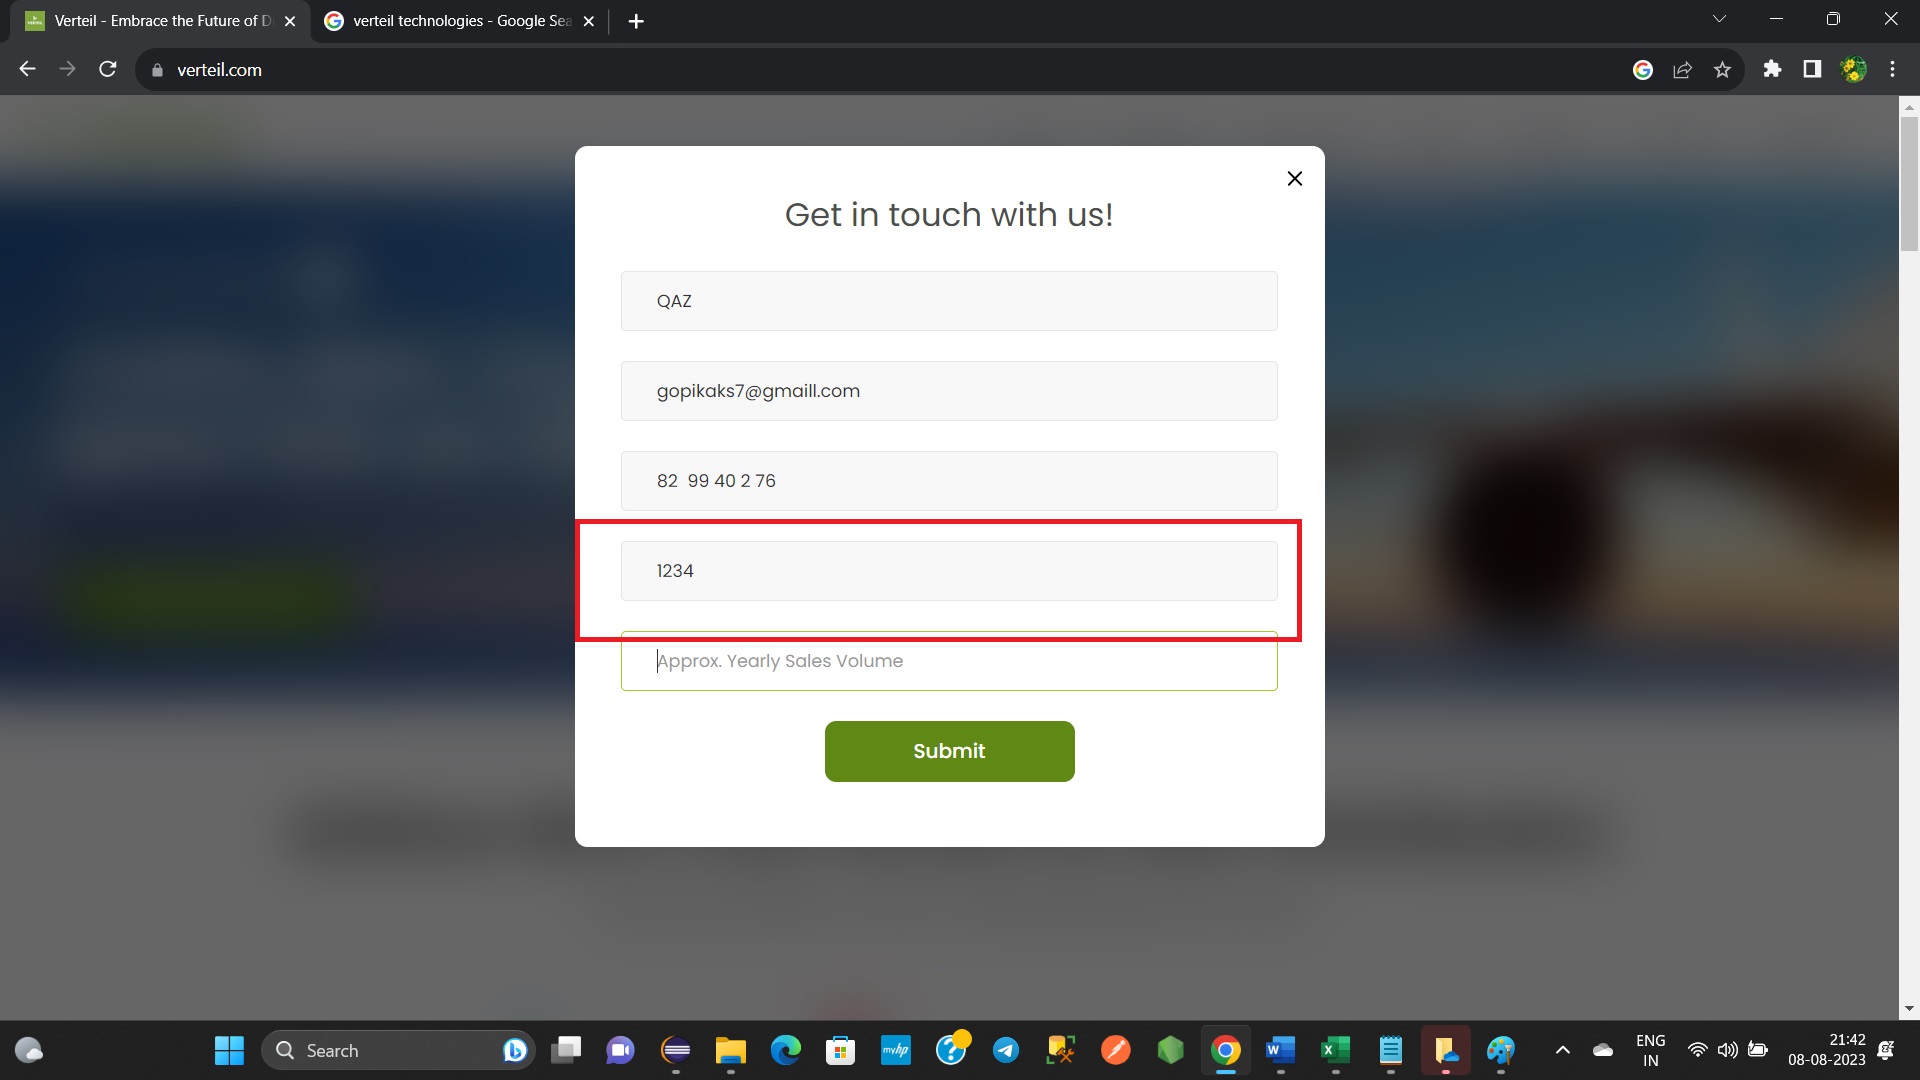 Verteil - Embrace the Future of D
verteil technologies - Google Sea
verteil.com
Get in touch with us!
QAZ
gopikaks7@gmaill.com
82  99 40 2 76
1234
Approx. Yearly Sales Volume
Submit
Search
myhp
ENG
IN
21:42
08-08-2023